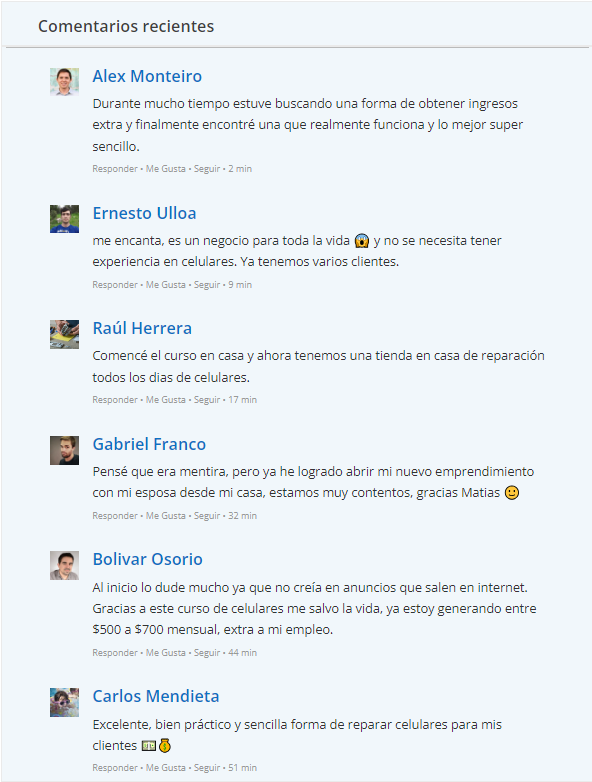 Comentarios recientes
Alex Monteiro
Durante mucho tiempo estuve buscando una forma de obtener ingresos
extra y finalmente encontré una que realmente funciona y lo mejor super
sencillo.
Responder • Me Gusta • Seguir • 2 min
Ernesto Ulloa
me encanta, es un negocio para toda la vida 😱 y no se necesita tener
experiencia en celulares. Ya tenemos varios clientes.
Responder • Me Gusta • Seguir • 9 min
Raúl Herrera
Comencé el curso en casa y ahora tenemos una tienda en casa de reparación
todos los dias de celulares.
Responder • Me Gusta • Seguir • 17 min
Gabriel Franco
Pensé que era mentira, pero ya he logrado abrir mi nuevo emprendimiento
con mi esposa desde mi casa, estamos muy contentos, gracias Matias 🙂
Responder • Me Gusta • Seguir • 32 min
Bolivar Osorio
Al inicio lo dude mucho ya que no creía en anuncios que salen en internet.
Gracias a este curso de celulares me salvo la vida, ya estoy generando entre
$500 a $700 mensual, extra a mi empleo.
Responder • Me Gusta • Seguir • 44 min
Carlos Mendieta
Excelente, bien práctico y sencilla forma de reparar celulares para mis
clientes 💵💰
Responder • Me Gusta • Seguir • 51 min